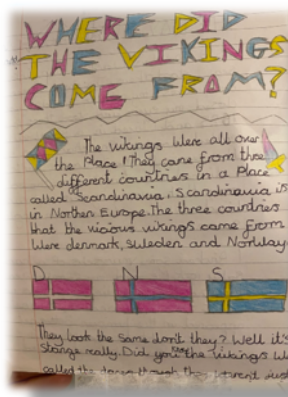 WHERE DID
THE VIKINGS
COME FROM?
The vikings were all over
the place! They came from three
different countries in a place
called Scandinavia. Scandinavia is
in Northen Europe. The three countries
that the vicious vikings came from
were denmark, sweden and Norway.
D N S
They look the same don't they? Well it's
strange really. Did you the vikings
called the